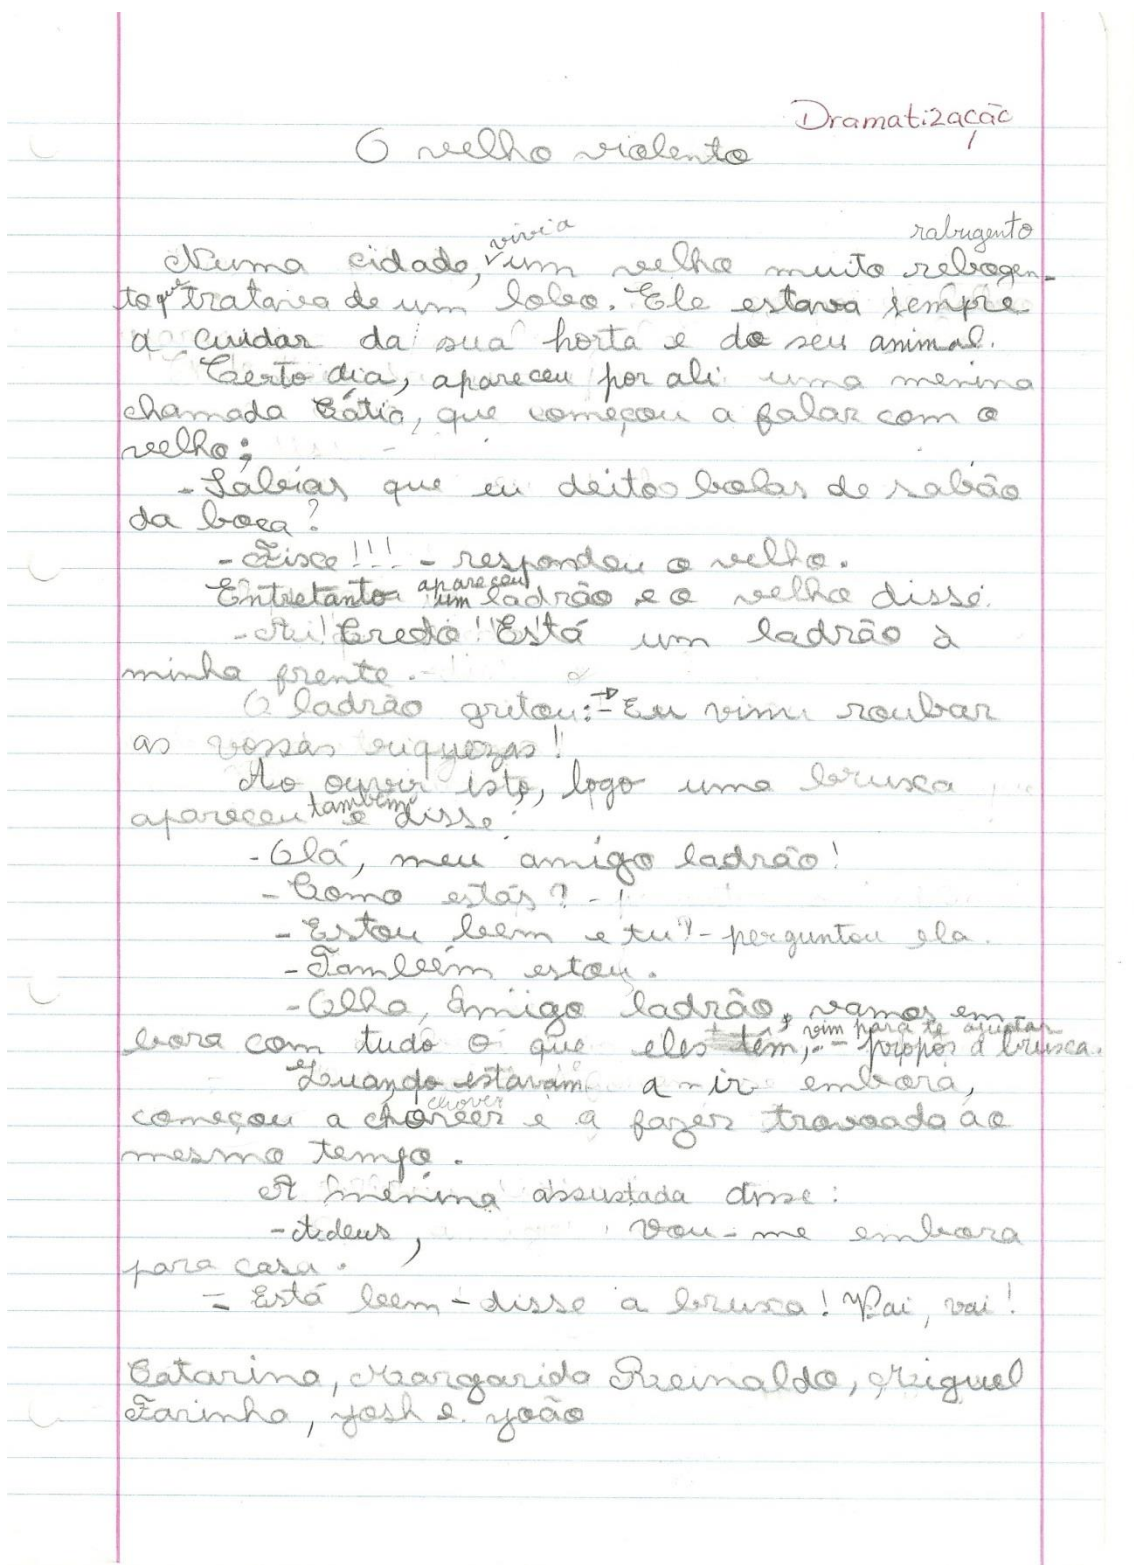 Dramatização
O velho violento
vivia rabugento
Numa cidade, um velho muito rebogen-
to que tratava de um lobo. Ele estava sempre
a cuidar da sua horta e do seu animal.
Certo dia, apareceu por ali uma menina
chamada Cátia, que começou a falar com o
velho:
- Sabias que eu deito bolas de sabão
da boca?
- Fisce!!! - respondeu o velho.
apareceu
Entretanto um ladrão e o velho disse:
- Ai! Credo!! Está um ladrão à
minha frente.
O ladrão gritou: - Eu vim roubar
as vossas riquezas!
Ao ouvir isto, logo uma bruxa
apareceu também e disse:
- Olá, meu amigo ladrão!
- Como estás? -
- Estou bem e tu? - perguntou ela.
- Também estou.
- Olha, amigo ladrão, vamos em
vim para te ajudar
bora com tudo o que eles têm, - propôs a bruxa.
Quando estavam a ir embora,
chover
começou a chorver e a fazer trovoada ao
mesmo tempo.
A menina assustada disse:
- Adeus, vou-me embora
para casa.
- Está bem - disse a bruxa! Vai, vai!
Catarina, Margarida Reinaldo, Miguel
Farinha, Josh e João